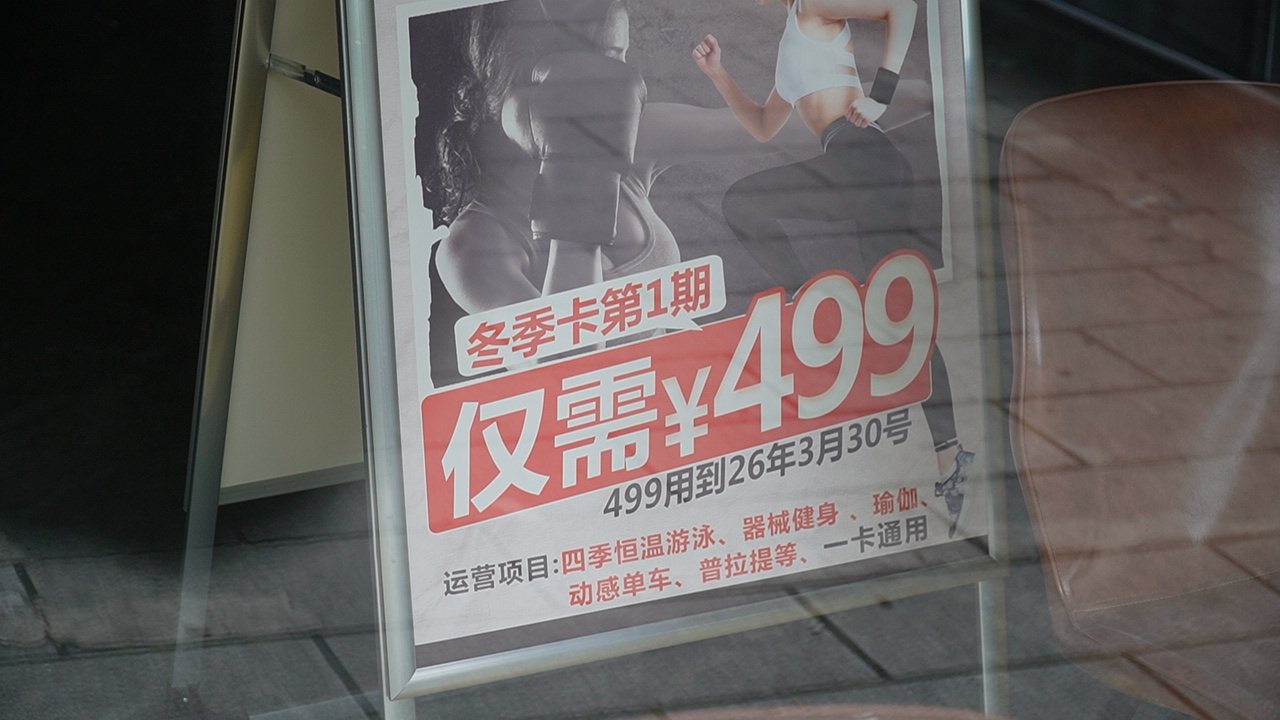 冬季卡第1期
仅需¥499
499用到26年3月30号
运营项目:四季恒温游泳、器械健身、瑜伽、
动感单车、普拉提等、一卡通用